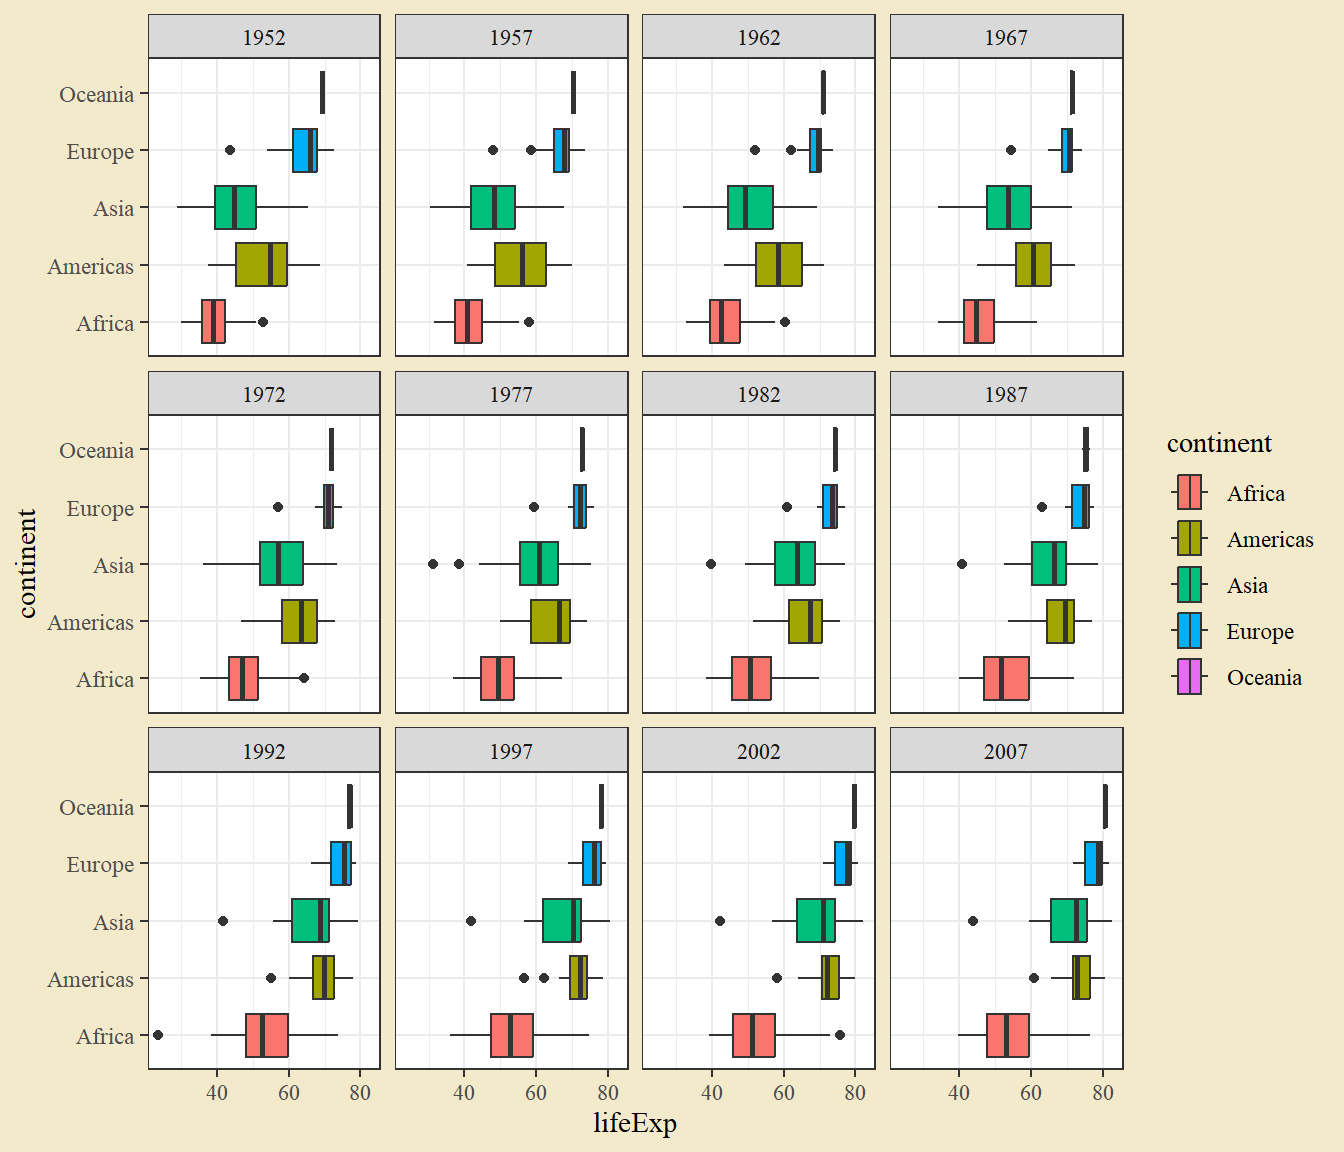 1952 1957 1962 1967
Oceania
Europe
Asia
Americas
Africa
1972 1977 1982 1987
Oceania
Europe
Asia
Americas
Africa
1992 1997 2002 2007
Oceania
Europe
Asia
Americas
Africa
40 60 80 40 60 80 40 60 80 40 60 80
lifeExp
continent
continent
Africa
Americas
Asia
Europe
Oceania